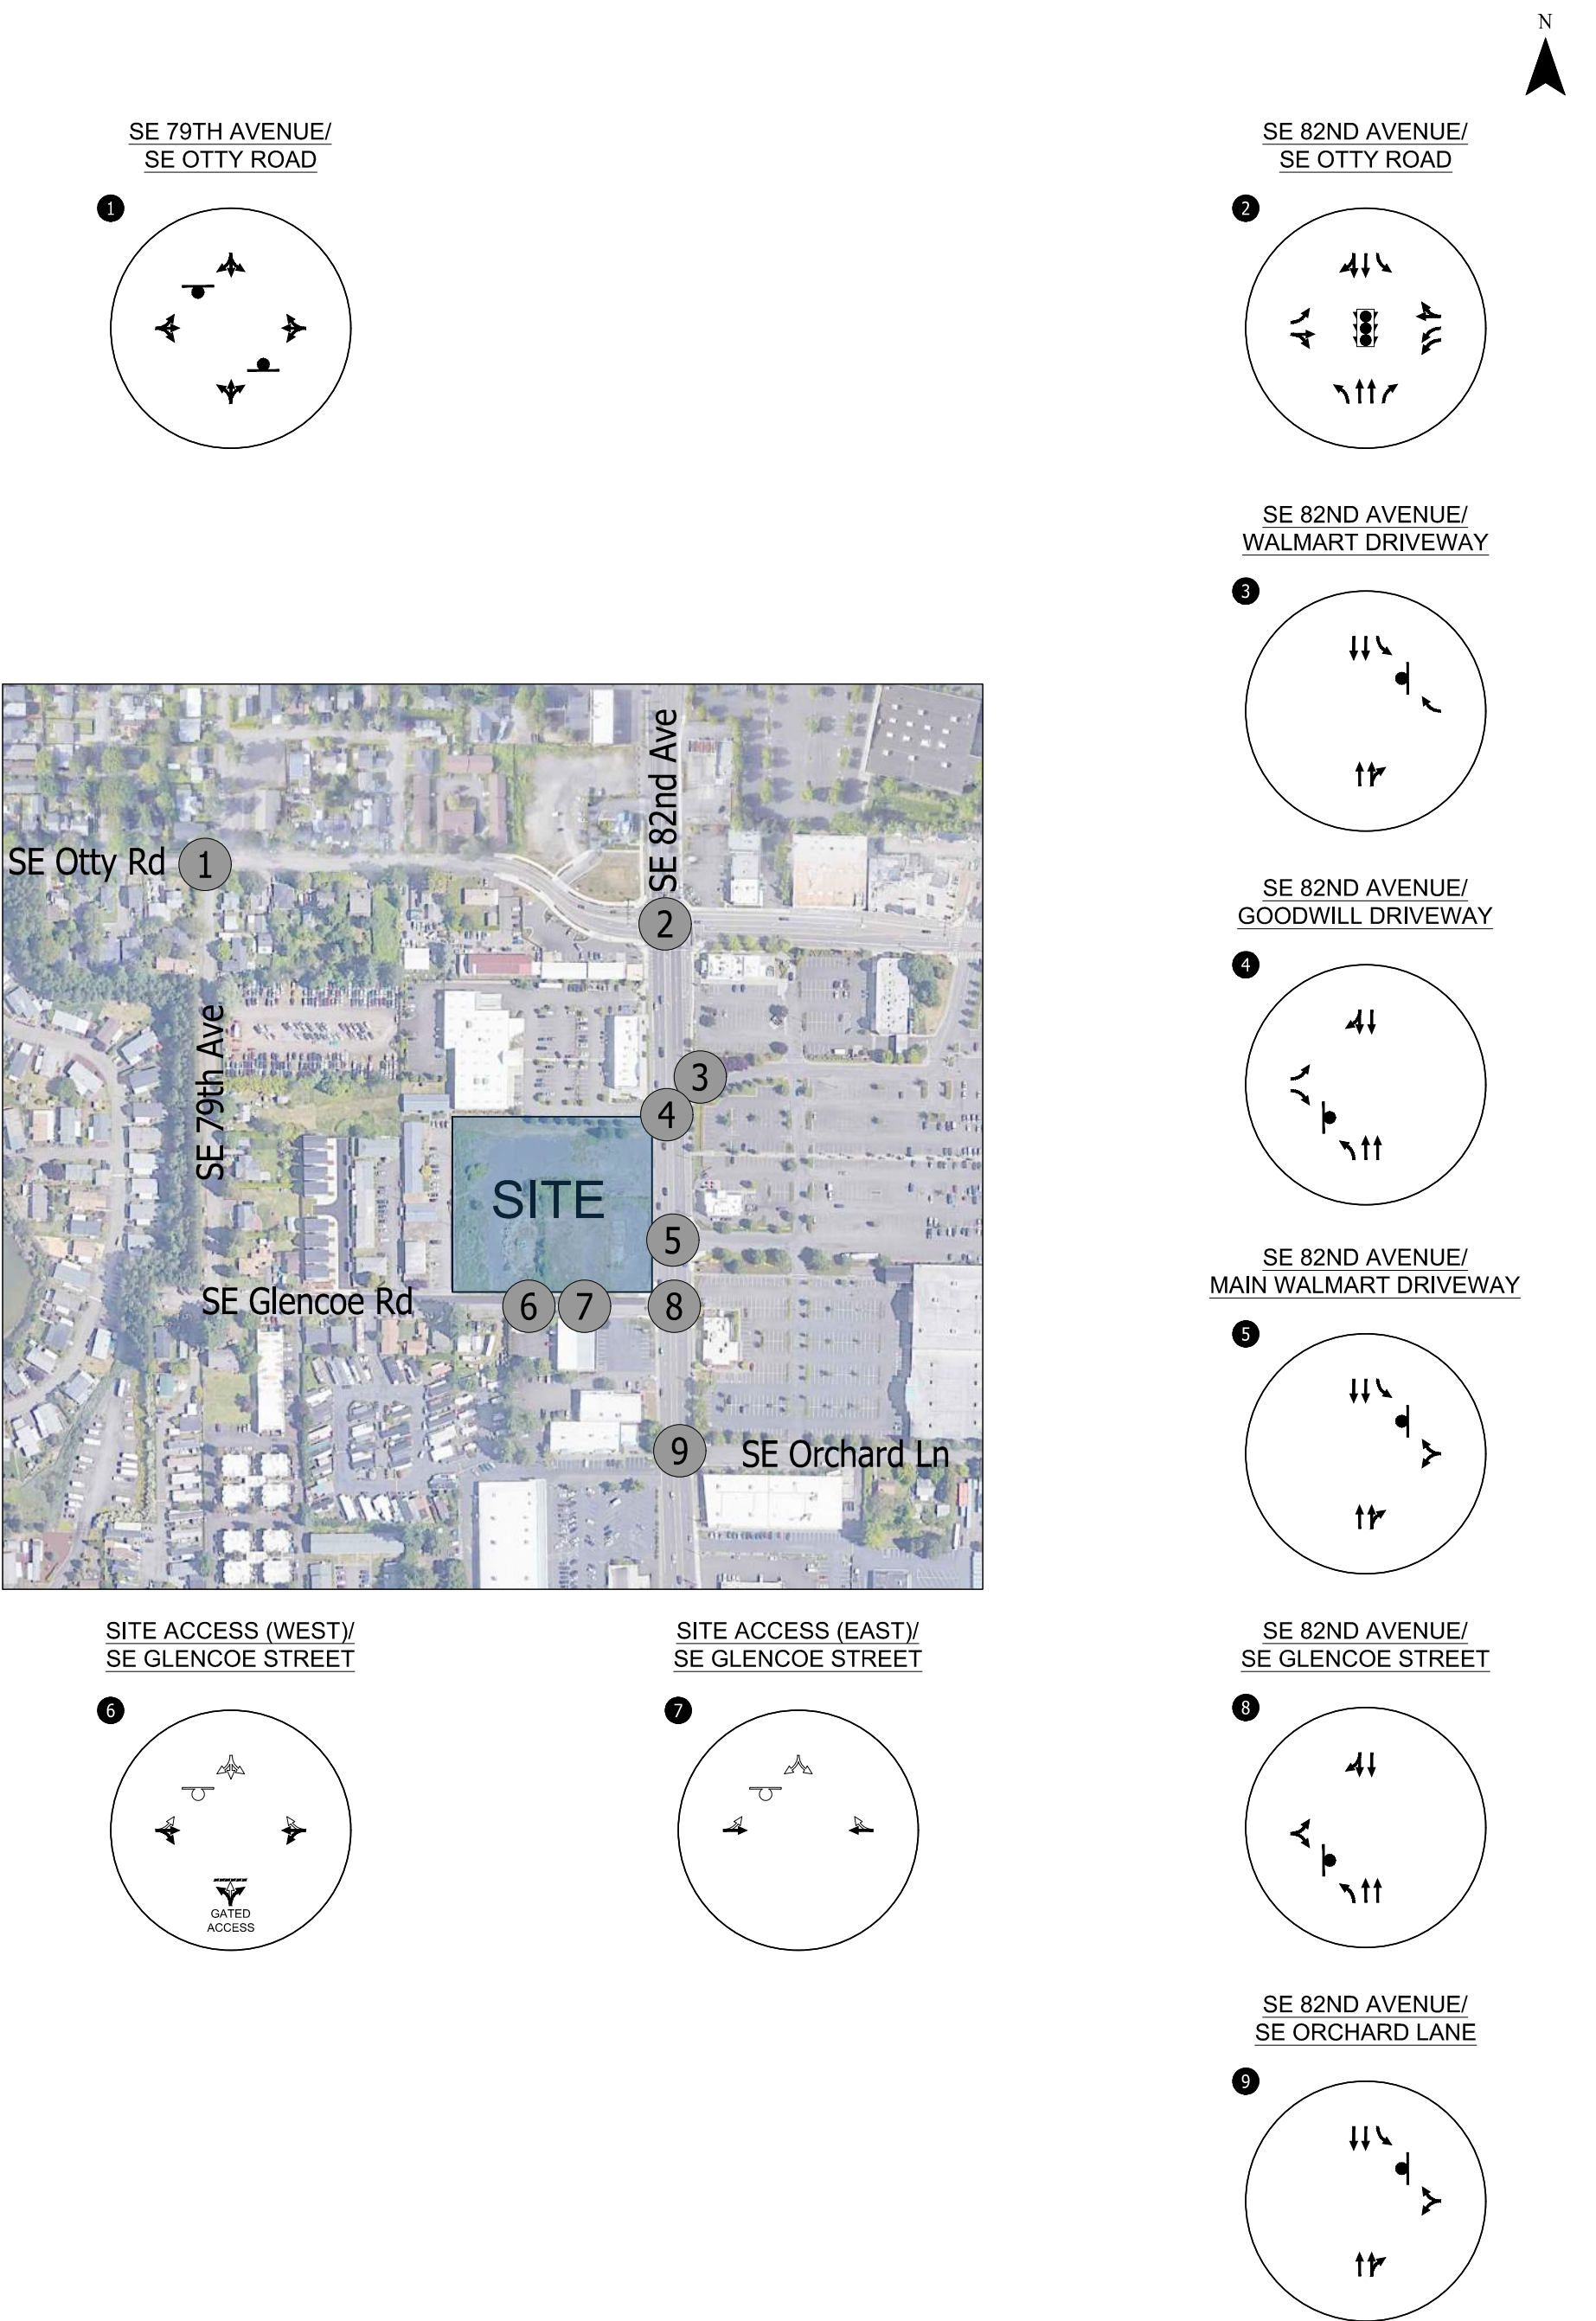 N
SE 79TH AVENUE/
SE OTTY ROAD
1
SE 82ND AVENUE/
SE OTTY ROAD
2
SE 82ND AVENUE/
WALMART DRIVEWAY
3
SE 82ND AVENUE/
GOODWILL DRIVEWAY
4
SE 82ND AVENUE/
MAIN WALMART DRIVEWAY
5
SE 82nd Ave
SE Otty Rd
1
2
SE 79th Ave
3
4
SITE
5
SE Glencoe Rd
6
7
8
9
SE Orchard Ln
SITE ACCESS (WEST)/
SE GLENCOE STREET
6
GATED
ACCESS
SITE ACCESS (EAST)/
SE GLENCOE STREET
7
SE 82ND AVENUE/
SE GLENCOE STREET
8
SE 82ND AVENUE/
SE ORCHARD LANE
9